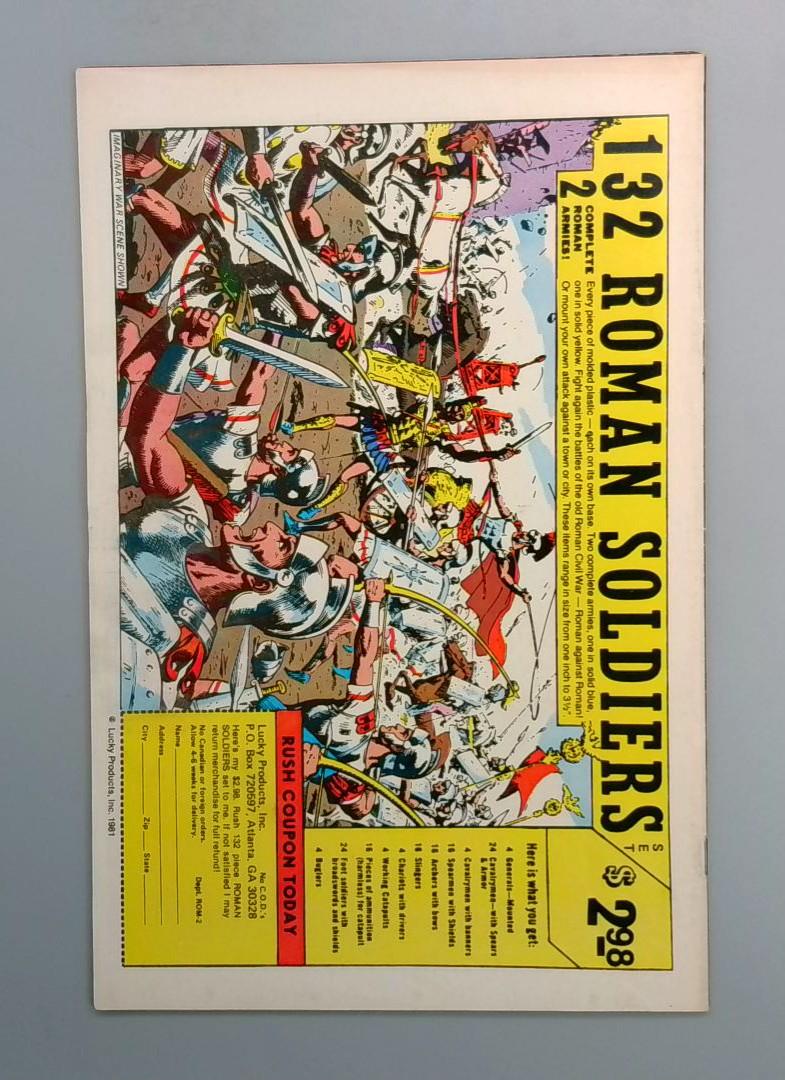 132 ROMAN SOLDIERS
SET
$2.98
2 COMPLETE
ROMAN
ARMIES!
Every piece of molded plastic — each on its own base. Two complete armies, one in solid blue,
one in solid yellow. Fight again the battles of the old Roman Civil War — Roman against Roman!
Or mount your own attack against a town or city. These items range in size from one inch to 3½".
IMAGINARY WAR SCENE SHOWN
Here is what you get:
4 Generals—Mounted
24 Cavalrymen—with Spears
& Armor
4 Cavalrymen with banners
16 Spearmen with Shields
16 Archers with bows
16 Slingers
4 Chariots with drivers
4 Working Catapults
16 Pieces of ammunition
(harmless) for catapult
24 Foot soldiers with
broadswords and shields
4 Buglers
RUSH COUPON TODAY
Lucky Products, Inc. No C.O.D.'s
P.O. Box 720597, Atlanta, GA 30328
Here's my $2.98. Rush 132 piece ROMAN
SOLDIERS set to me. If not satisfied I may
return merchandise for full refund!
No Canadian or foreign orders.
Allow 4-6 weeks for delivery. Dept. ROM-2
Name
Address
City Zip State
© Lucky Products, Inc. 1981